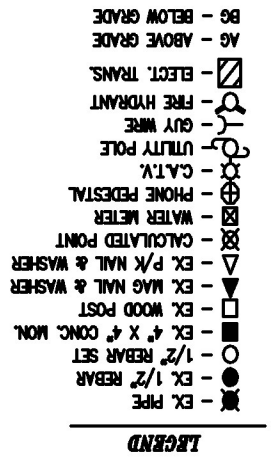 LEGEND
- EX. PIPE
- EX. 1/2" REBAR
- 1/2" REBAR SET
- EX. 4" X 4" CONC. MON.
- EX. WOOD POST
- EX. MAG NAIL & WASHER
- EX. P/K NAIL & WASHER
- CALCULATED POINT
- WATER METER
- PHONE PEDESTAL
- C.A.T.V.
- UTILITY POLE
- GUY WIRE
- FIRE HYDRANT
- ELECT. TRANS.
AG - ABOVE GRADE
BG - BELOW GRADE